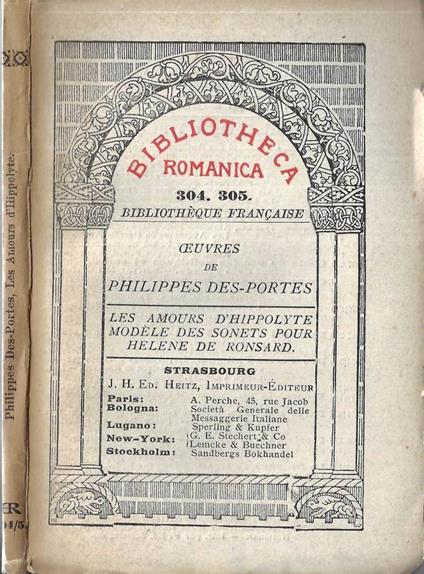 BIBLIOTHECA
ROMANICA
304. 305.
BIBLIOTHÈQUE FRANÇAISE
ŒUVRES
DE
PHILIPPES DES-PORTES
LES AMOURS D'HIPPOLYTE
MODÈLE DES SONETS POUR
HELENE DE RONSARD.
STRASBOURG
J. H. ED. HEITZ, IMPRIMEUR-ÉDITEUR
Paris: A. Perche, 45, rue Jacob
Bologna: Società Generale delle
Messaggerie Italiane
Lugano: Sperling & Kupfer
New-York: G. E. Stechert & Co
Lemcke & Buechner
Stockholm: Sandbergs Bokhandel
Philippes Des-Portes, Les Amours d'Hippolyte.